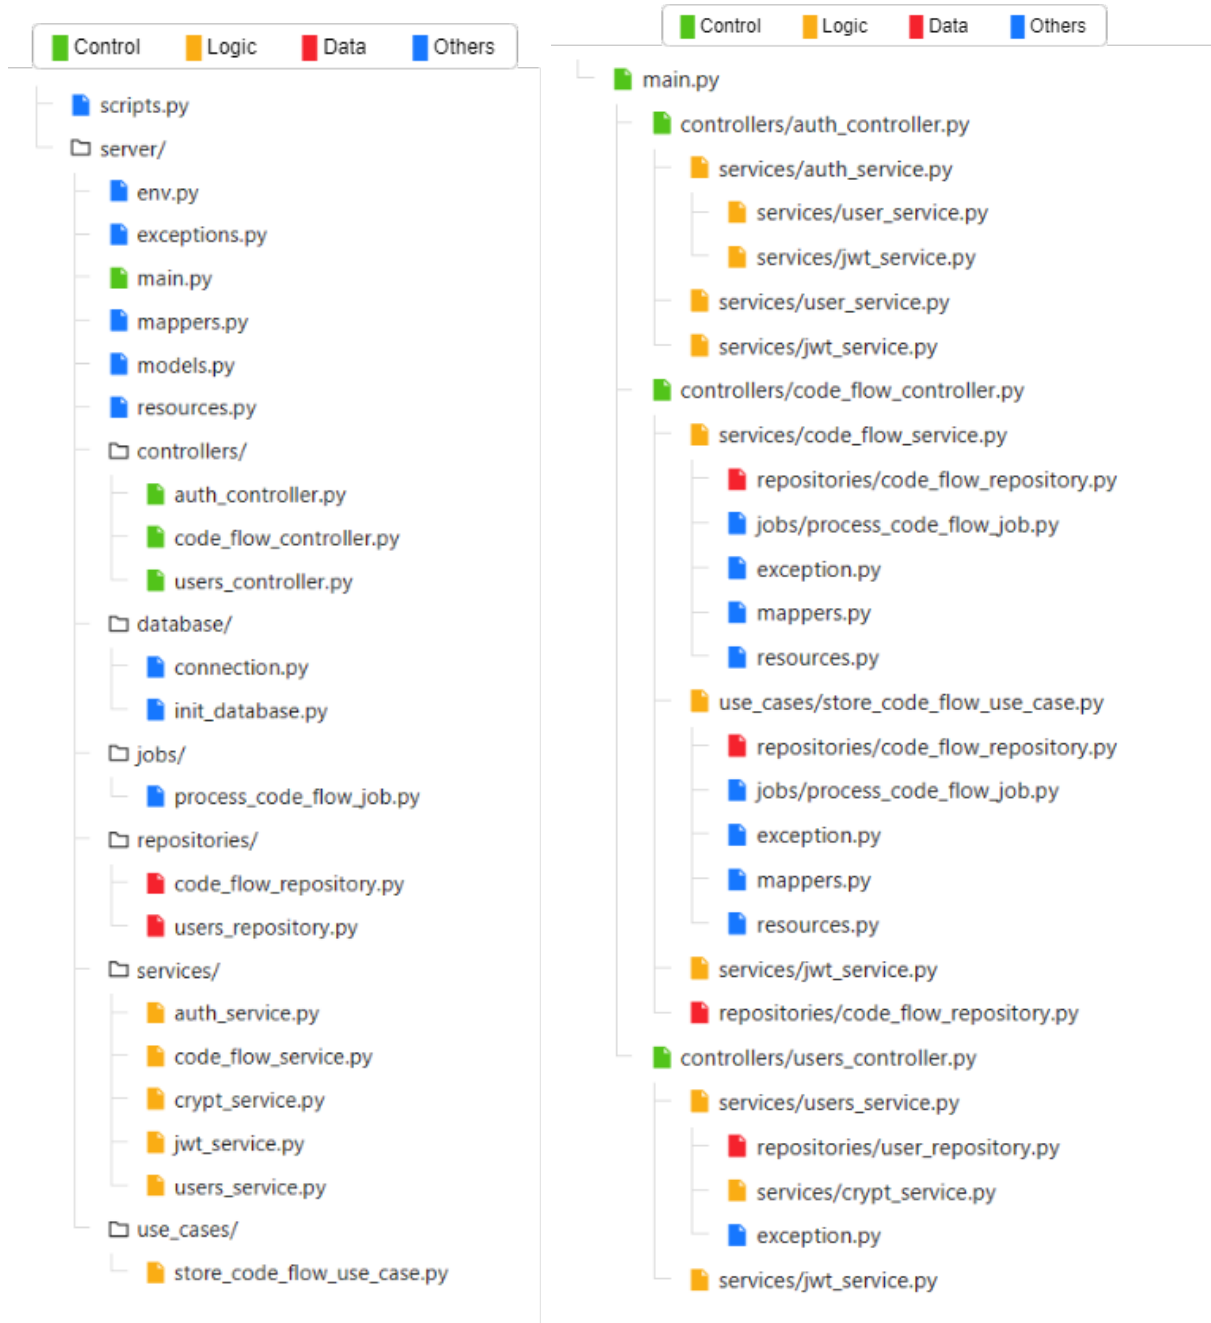 Control Logic Data Others
scripts.py
server/
env.py
exceptions.py
main.py
mappers.py
models.py
resources.py
controllers/
auth_controller.py
code_flow_controller.py
users_controller.py
database/
connection.py
init_database.py
jobs/
process_code_flow_job.py
repositories/
code_flow_repository.py
users_repository.py
services/
auth_service.py
code_flow_service.py
crypt_service.py
jwt_service.py
users_service.py
use_cases/
store_code_flow_use_case.py
Control Logic Data Others
main.py
controllers/auth_controller.py
services/auth_service.py
services/user_service.py
services/jwt_service.py
services/user_service.py
services/jwt_service.py
controllers/code_flow_controller.py
services/code_flow_service.py
repositories/code_flow_repository.py
jobs/process_code_flow_job.py
exception.py
mappers.py
resources.py
use_cases/store_code_flow_use_case.py
repositories/code_flow_repository.py
jobs/process_code_flow_job.py
exception.py
mappers.py
resources.py
services/jwt_service.py
repositories/code_flow_repository.py
controllers/users_controller.py
services/users_service.py
repositories/user_repository.py
services/crypt_service.py
exception.py
services/jwt_service.py